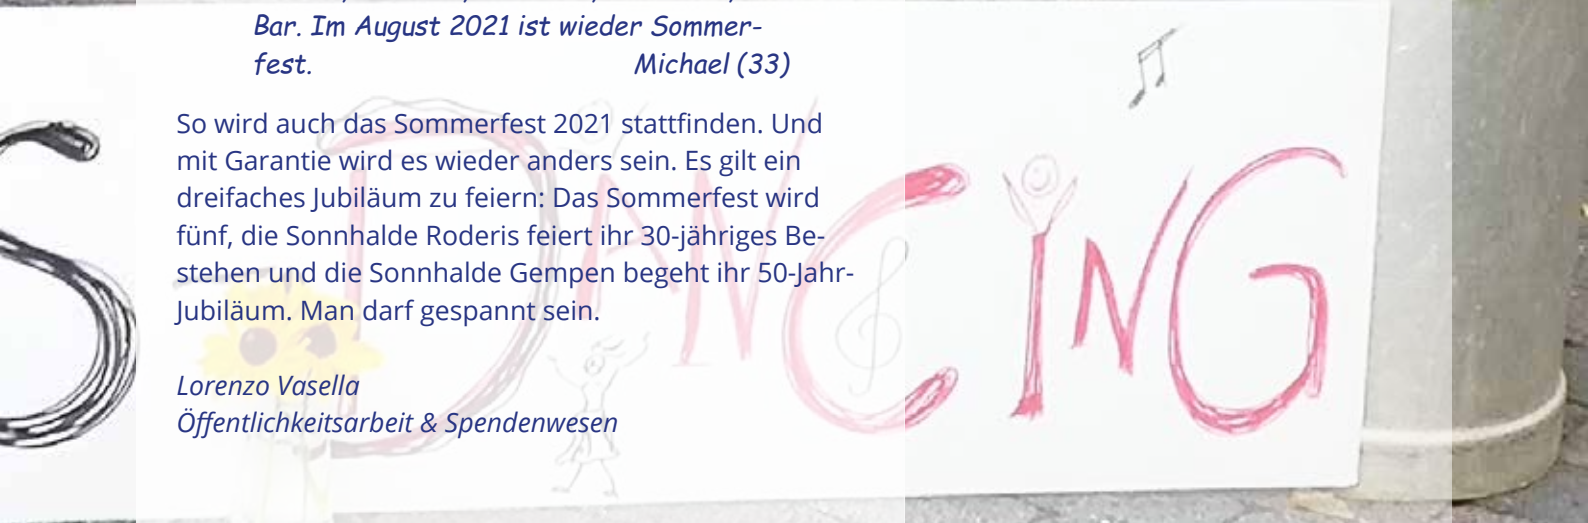 Bar. Im August 2021 ist wieder Sommer-
fest. Michael (33)
So wird auch das Sommerfest 2021 stattfinden. Und
mit Garantie wird es wieder anders sein. Es gilt ein
dreifaches Jubiläum zu feiern: Das Sommerfest wird
fünf, die Sonnhalde Roderis feiert ihr 30-jähriges Be-
stehen und die Sonnhalde Gempen begeht ihr 50-Jahr-
Jubiläum. Man darf gespannt sein.
Lorenzo Vasella
Öffentlichkeitsarbeit & Spendenwesen
S DANCING